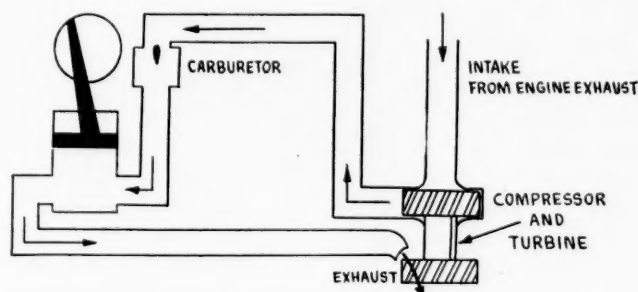 CARBURETOR
INTAKE
FROM ENGINE EXHAUST
COMPRESSOR
AND
TURBINE
EXHAUST